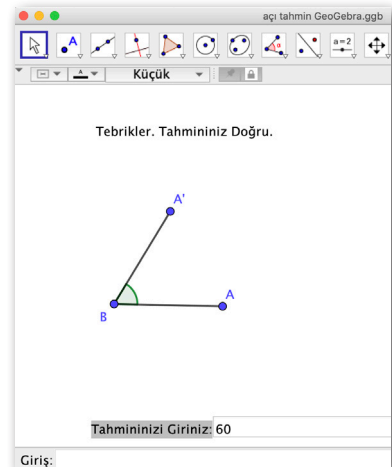 açı tahmin GeoGebra.ggb
A
α
a=2
A
Küçük
Tebrikler. Tahmininiz Doğru.
A'
A
B
Tahmininizi Giriniz: 60
Giriş: